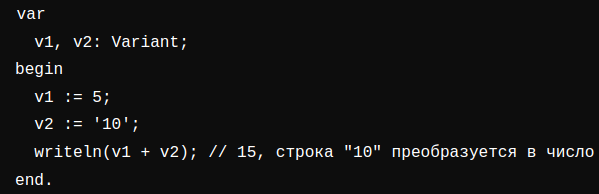 var
  v1, v2: Variant;
begin
  v1 := 5;
  v2 := '10';
  writeln(v1 + v2); // 15, строка "10" преобразуется в число
end.